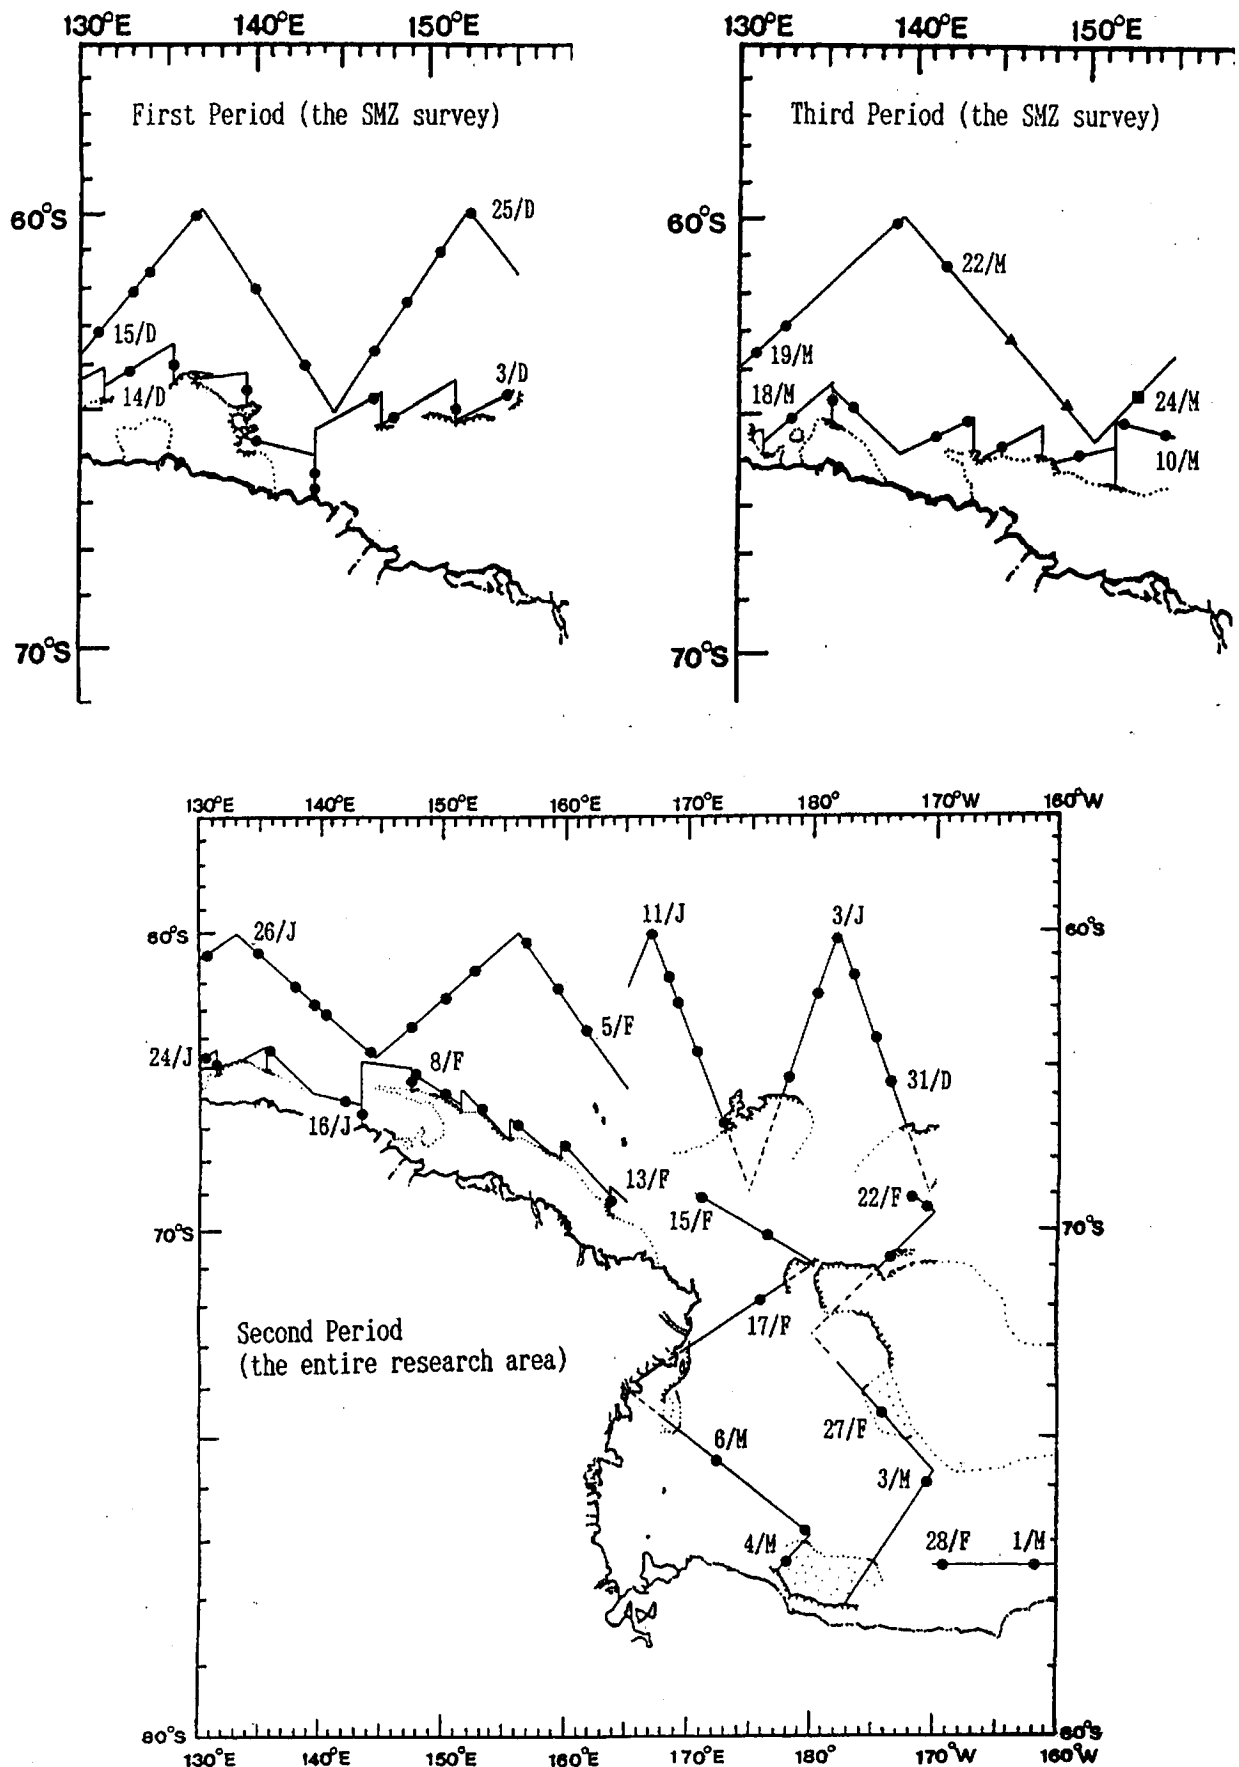 130°E 140°E 150°E
First Period (the SMZ survey)
60°S
25/D
15/D
14/D
3/D
70°S
130°E 140°E 150°E
Third Period (the SMZ survey)
60°S
22/M
19/M
18/M
24/M
10/M
70°S
130°E 140°E 150°E 160°E 170°E 180° 170°W 160°W
11/J 3/J
60°S 26/J 60°S
5/F
24/J 8/F 31/D
16/J
13/F 22/F
15/F
70°S 70°S
17/F
Second Period
(the entire research area)
27/F
6/M
3/M
4/M 28/F 1/M
80°S 80°S
130°E 140°E 150°E 160°E 170°E 180° 170°W 160°W